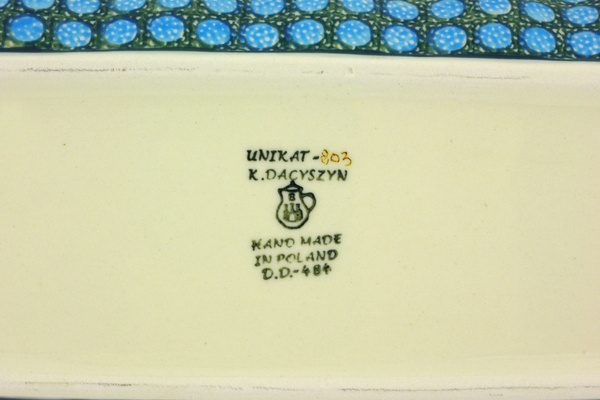 UNIKAT-803
K.DACYSZYN
HAND MADE
IN POLAND
D.D.-484